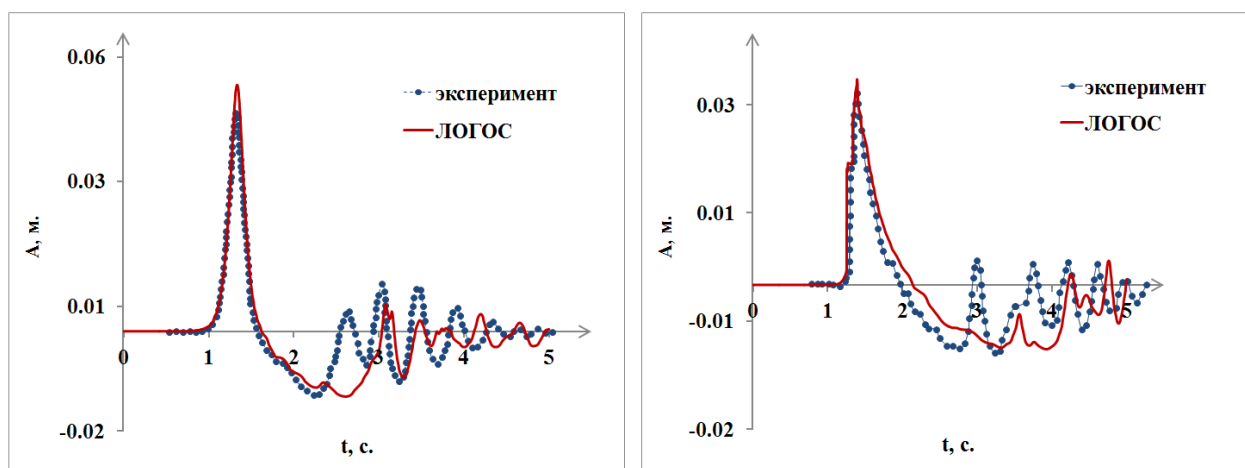 0.06
0.03
0.01
-0.02
А, м.
0
1
2
3
4
5
t, с.
эксперимент
ЛОГОС
0.03
0.01
-0.01
-0.02
А, м.
0
1
2
3
4
5
t, с.
эксперимент
ЛОГОС